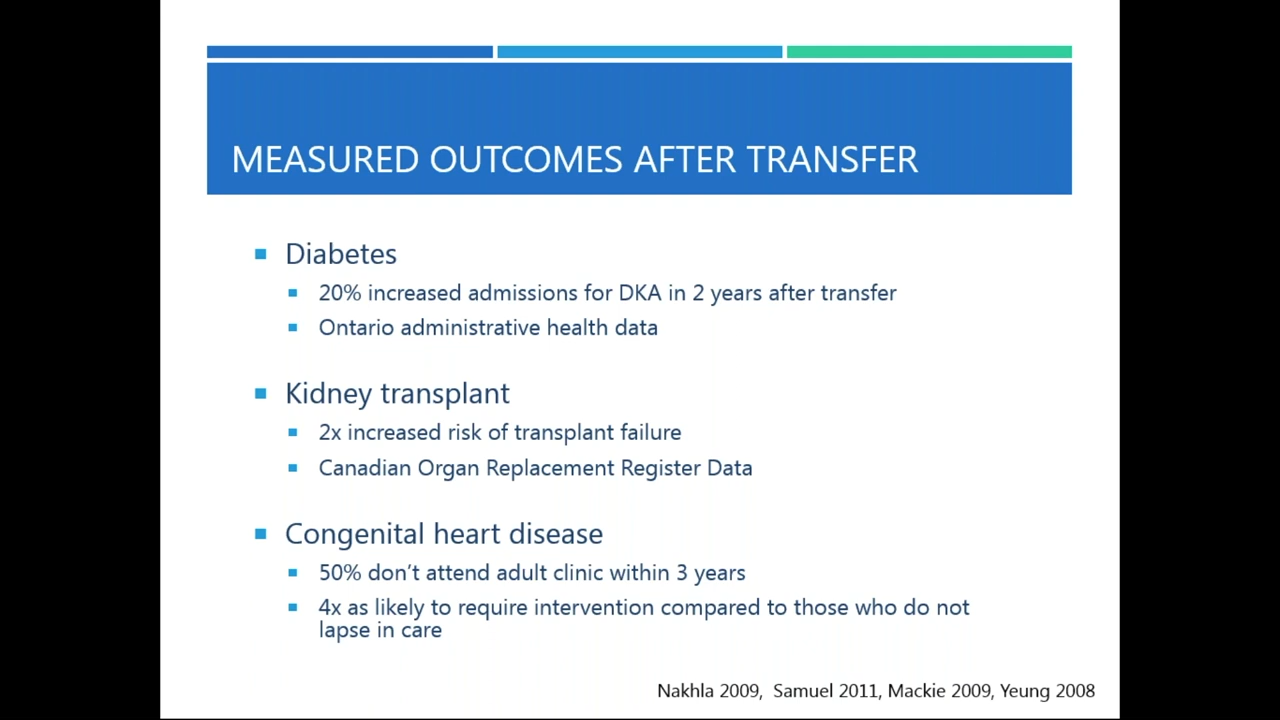 MEASURED OUTCOMES AFTER TRANSFER
Diabetes
20% increased admissions for DKA in 2 years after transfer
Ontario administrative health data
Kidney transplant
2x increased risk of transplant failure
Canadian Organ Replacement Register Data
Congenital heart disease
50% don't attend adult clinic within 3 years
4x as likely to require intervention compared to those who do not
lapse in care
Nakhla 2009,  Samuel 2011, Mackie 2009, Yeung 2008